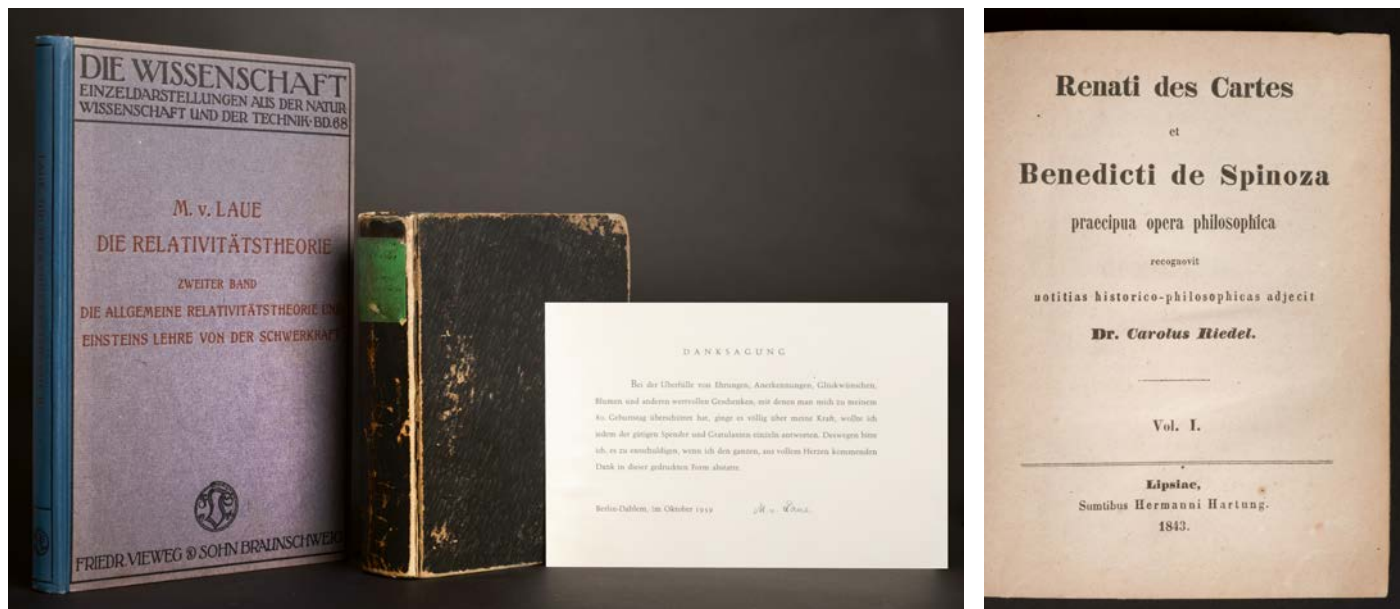 DIE WISSENSCHAFT
EINZELDARSTELLUNGEN AUS DER NATUR
WISSENSCHAFT UND DER TECHNIK · BD. 68
M. v. LAUE
DIE RELATIVITÄTSTHEORIE
ZWEITER BAND
DIE ALLGEMEINE RELATIVITÄTSTHEORIE UND
EINSTEINS LEHRE VON DER SCHWERKRAFT
FRIEDR. VIEWEG & SOHN BRAUNSCHWEIG
DANKSAGUNG
Bei der Überfülle von Ehrungen, Anerkennungen, Glückwünschen,
Blumen und anderen wertvollen Geschenken, mit denen man mich zu meinem
80. Geburtstag überschüttet hat, ginge es völlig über meine Kraft, wollte ich
jedem der gütigen Spender und Gratulanten einzeln antworten. Deswegen bitte
ich, es zu entschuldigen, wenn ich den ganzen, aus vollem Herzen kommenden
Dank in dieser gedruckten Form abstatte.
Berlin-Dahlem, im Oktober 1959 M. v. Laue
Renati des Cartes
et
Benedicti de Spinoza
praecipua opera philosophica
recognovit
notitias historico-philosophicas adjecit
Dr. Carolus Riedel.
Vol. I.
Lipsiae,
Sumtibus Hermanni Hartung.
1843.